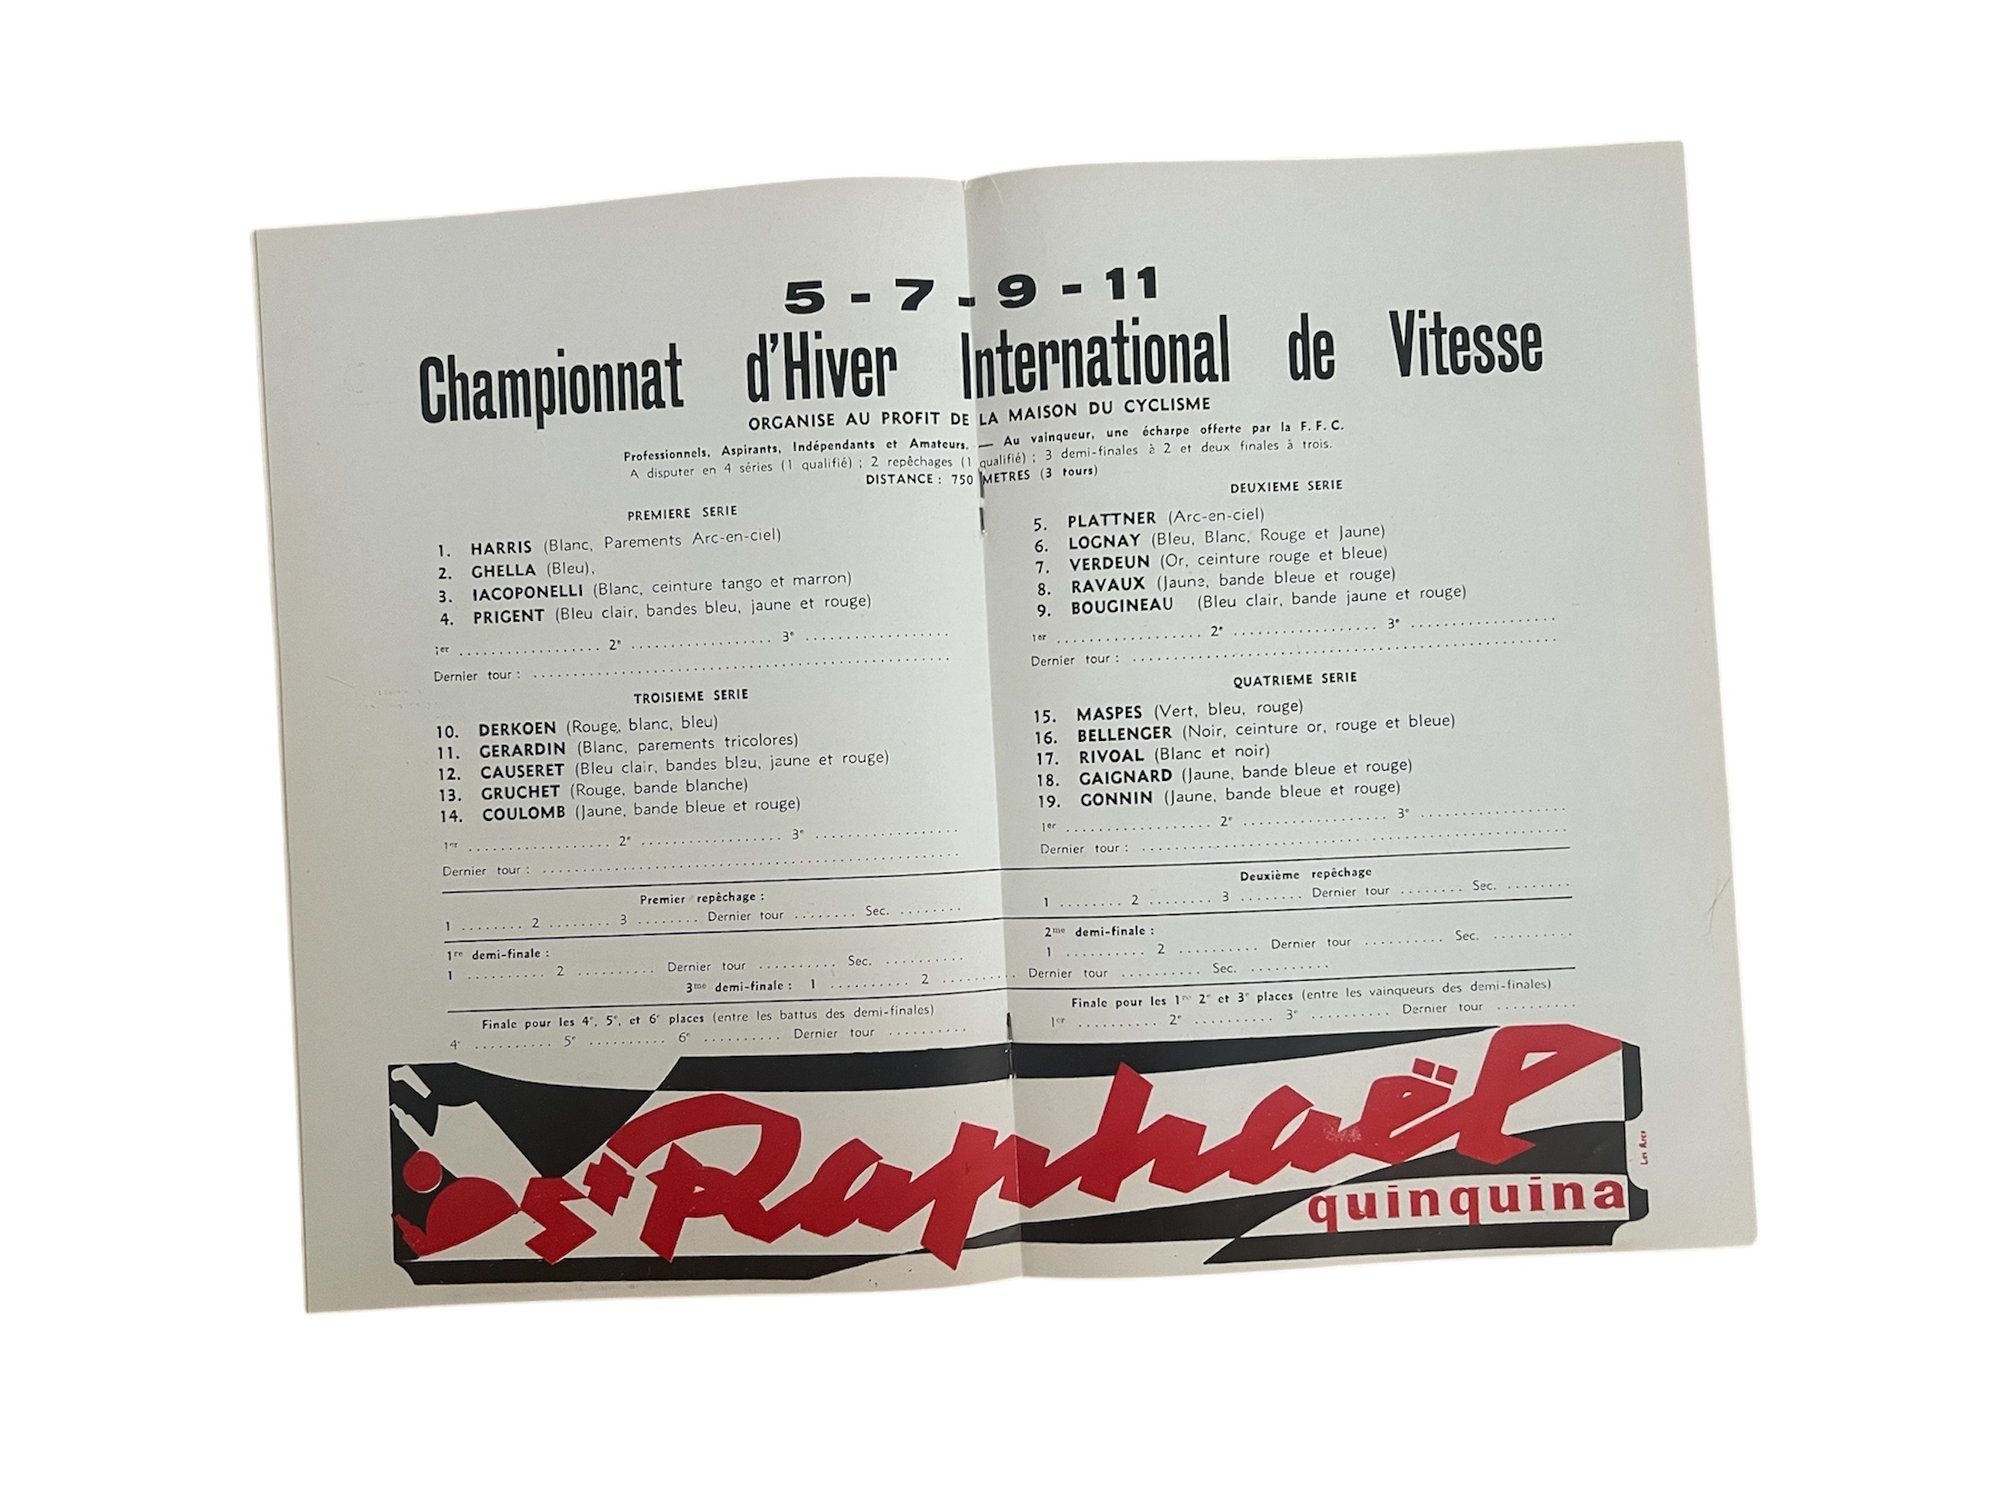 5 - 7 - 9 - 11
Championnat d'Hiver International de Vitesse
ORGANISE AU PROFIT DE LA MAISON DU CYCLISME
Professionnels, Aspirants, Indépendants et Amateurs. — Au vainqueur, une écharpe offerte par la F. F. C.
A disputer en 4 séries (1 qualifié) ; 2 repêchages (1 qualifié) ; 3 demi-finales à 2 et deux finales à trois.
DISTANCE : 750 METRES (3 tours)
PREMIERE SERIE
1. HARRIS (Blanc, Parements Arc-en-ciel)
2. GHELLA (Bleu),
3. IACOPONELLI (Blanc, ceinture tango et marron)
4. PRIGENT (Bleu clair, bandes bleu, jaune et rouge)
1er .................. 2e .................. 3e ..................
Dernier tour : ..................................................
DEUXIEME SERIE
5. PLATTNER (Arc-en-ciel)
6. LOGNAY (Bleu, Blanc, Rouge et Jaune)
7. VERDEUN (Or, ceinture rouge et bleue)
8. RAVAUX (Jaune, bande bleue et rouge)
9. BOUGINEAU (Bleu clair, bande jaune et rouge)
1er .................. 2e .................. 3e ..................
Dernier tour : ..................................................
TROISIEME SERIE
10. DERKOEN (Rouge, blanc, bleu)
11. GERARDIN (Blanc, parements tricolores)
12. CAUSERET (Bleu clair, bandes bleu, jaune et rouge)
13. GRUCHET (Rouge, bande blanche)
14. COULOMB (Jaune, bande bleue et rouge)
1er .................. 2e .................. 3e ..................
Dernier tour : ..................................................
QUATRIEME SERIE
15. MASPES (Vert, bleu, rouge)
16. BELLENGER (Noir, ceinture or, rouge et bleue)
17. RIVOAL (Blanc et noir)
18. GAIGNARD (Jaune, bande bleue et rouge)
19. GONNIN (Jaune, bande bleue et rouge)
1er .................. 2e .................. 3e ..................
Dernier tour : ..................................................
Premier repêchage :
1 ........ 2 ........ 3 ........ Dernier tour ........ Sec. ........
Deuxième repêchage
1 ........ 2 ........ 3 ........ Dernier tour ........ Sec. ........
1re demi-finale :
1 .......... 2 .......... Dernier tour .......... Sec. ..........
2me demi-finale :
1 .......... 2 .......... Dernier tour .......... Sec. ..........
3me demi-finale : 1 .......... 2 .......... Dernier tour .......... Sec. ..........
Finale pour les 4e, 5e, et 6e places (entre les battus des demi-finales)
4e .......... 5e .......... 6e .......... Dernier tour ..........
Finale pour les 1re 2e et 3e places (entre les vainqueurs des demi-finales)
1er .......... 2e .......... 3e .......... Dernier tour ..........
St Raphaël
quinquina
Les Arcs